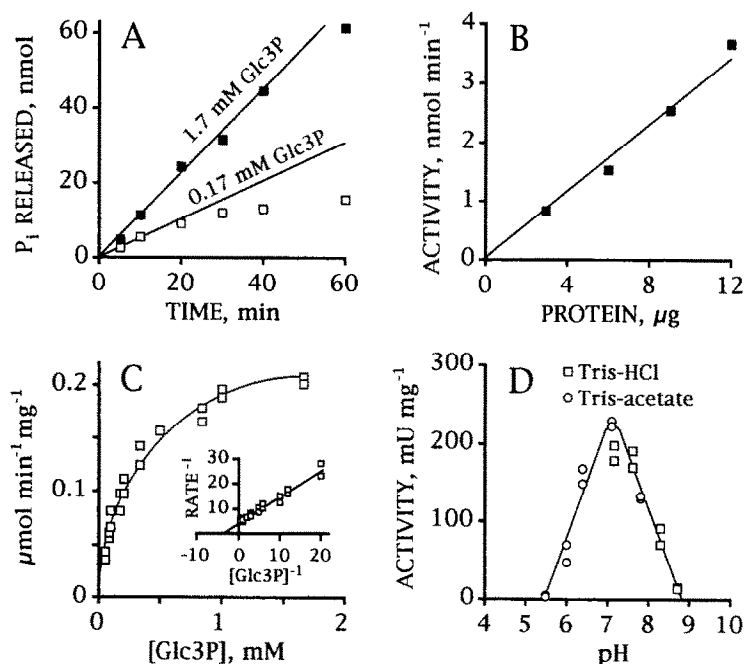 A
P₁ RELEASED, nmol
60
40
20
0
1.7 mM Glc3P
0.17 mM Glc3P
0 20 40 60
TIME, min
B
ACTIVITY, nmol min⁻¹
4
3
2
1
0
0 4 8 12
PROTEIN, µg
C
µmol min⁻¹ mg⁻¹
0.2
0.1
0
RATE⁻¹
30
20
10
-10 0 10 20
[Glc3P]⁻¹
0 1 2
[Glc3P], mM
D
Tris-HCl
Tris-acetate
ACTIVITY, mU mg⁻¹
300
200
100
0
4 5 6 7 8 9 10
pH